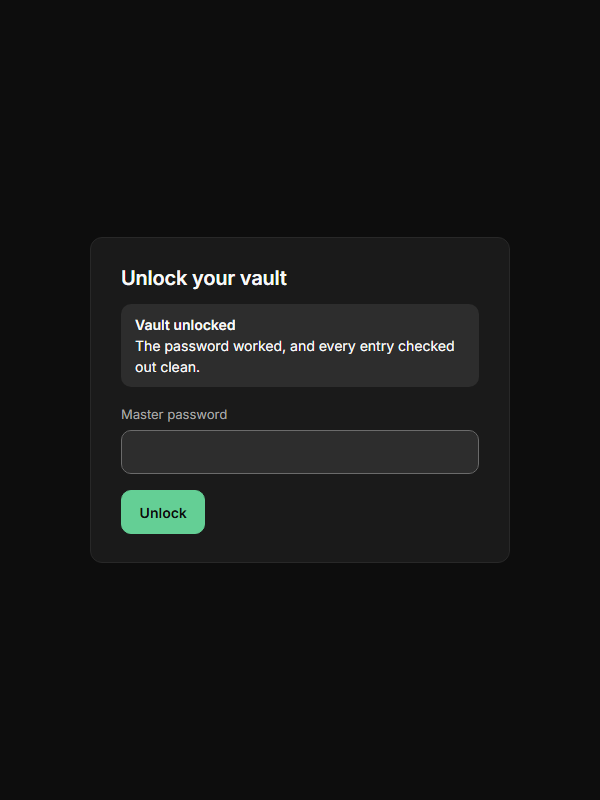 Unlock your vault
Vault unlocked
The password worked, and every entry checked
out clean.
Master password
Unlock